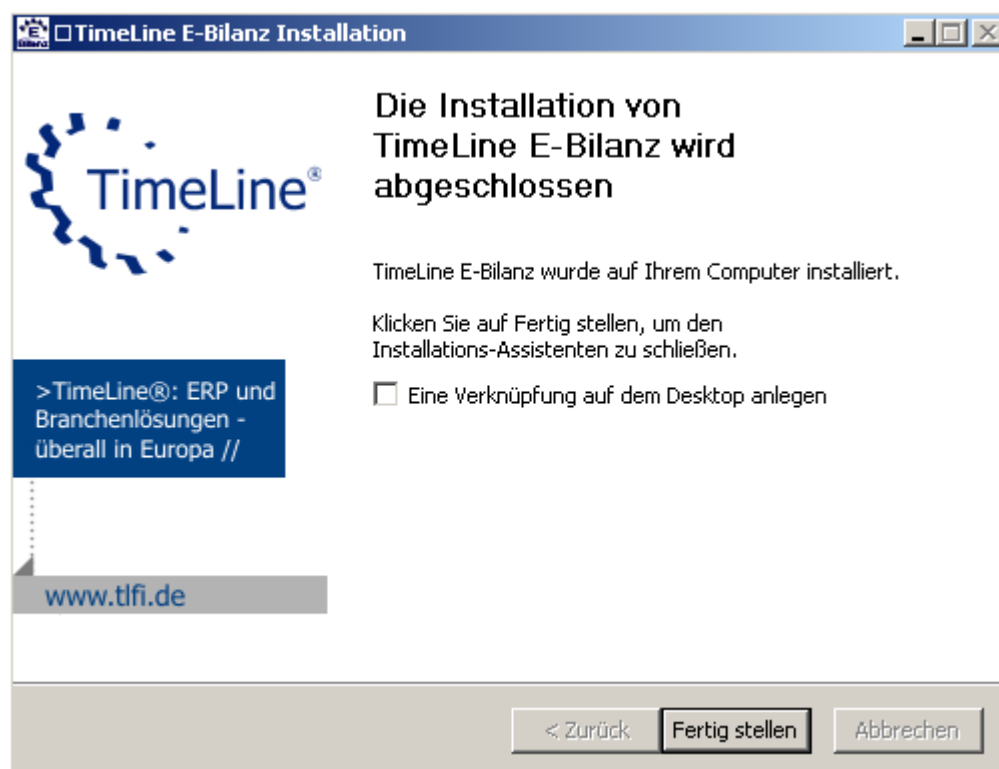 TimeLine E-Bilanz Installation
Die Installation von
TimeLine E-Bilanz wird
abgeschlossen
TimeLine®
TimeLine E-Bilanz wurde auf Ihrem Computer installiert.
Klicken Sie auf Fertig stellen, um den
Installations-Assistenten zu schließen.
Eine Verknüpfung auf dem Desktop anlegen
>TimeLine®: ERP und
Branchenlösungen -
überall in Europa //
www.tlfi.de
< Zurück
Fertig stellen
Abbrechen